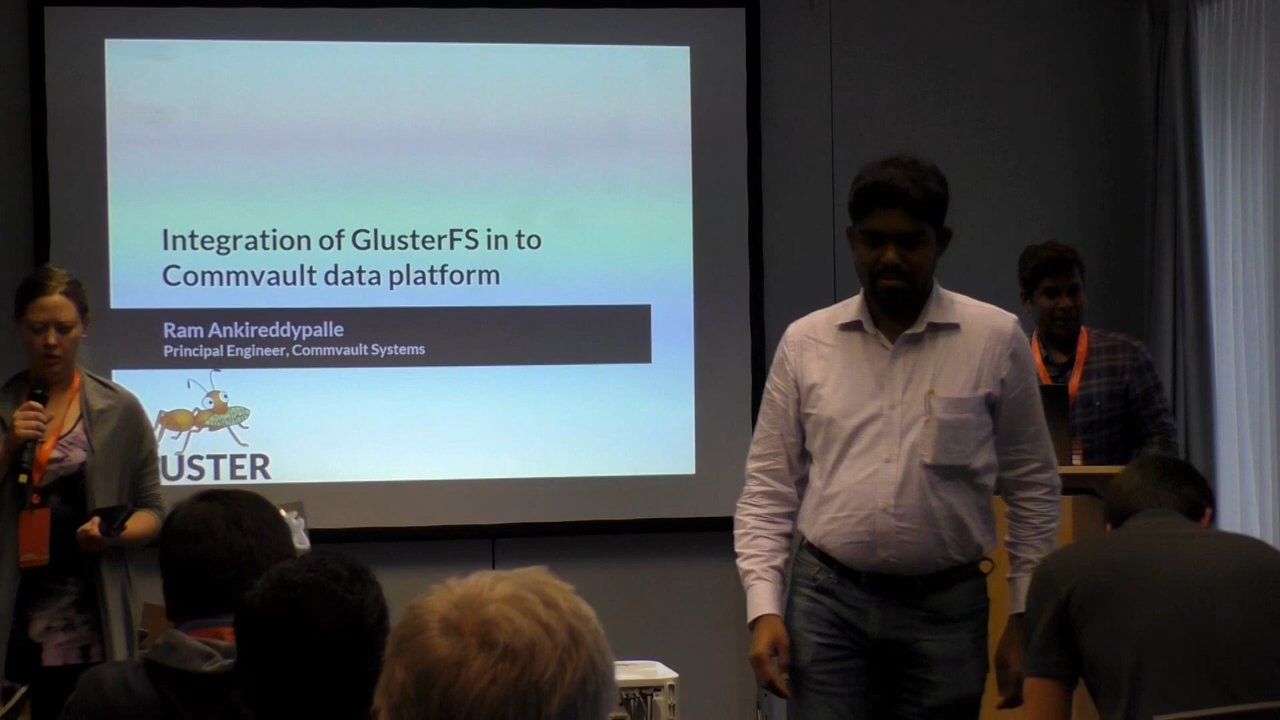 Integration of GlusterFS in to
Commvault data platform
Ram Ankireddypalle
Principal Engineer, Commvault Systems
USTER